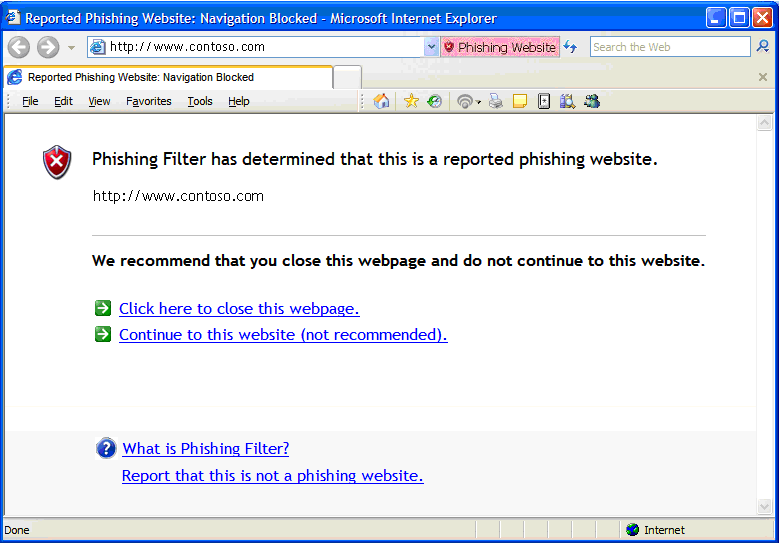 Reported Phishing Website: Navigation Blocked - Microsoft Internet Explorer
http://www.contoso.com Phishing Website Search the Web
Reported Phishing Website: Navigation Blocked
File Edit View Favorites Tools Help
Phishing Filter has determined that this is a reported phishing website.
http://www.contoso.com
We recommend that you close this webpage and do not continue to this website.
Click here to close this webpage.
Continue to this website (not recommended).
What is Phishing Filter?
Report that this is not a phishing website.
Done Internet